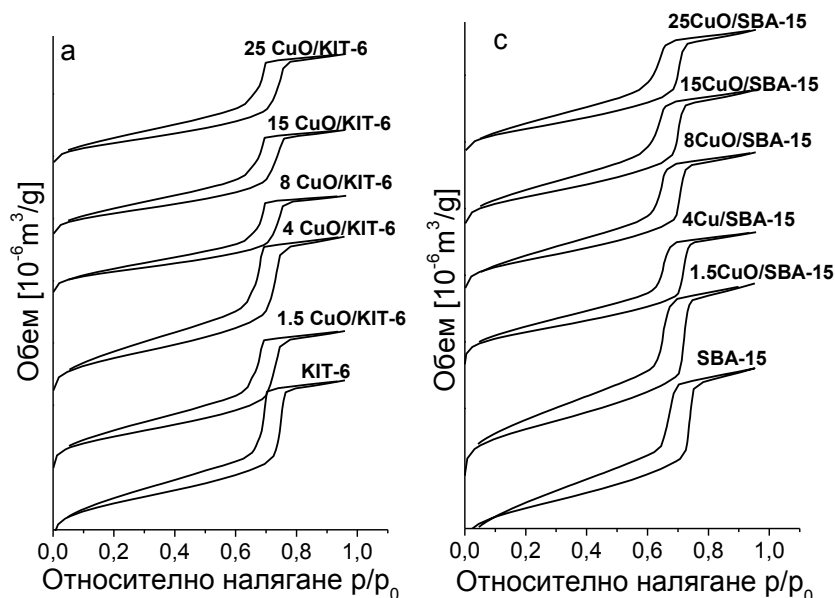 a
25 CuO/KIT-6
15 CuO/KIT-6
8 CuO/KIT-6
4 CuO/KIT-6
1.5 CuO/KIT-6
KIT-6
Обем [10⁻⁶m³/g]
0,0 0,2 0,4 0,6 0,8 1,0
Относително налягане p/p₀
c
25CuO/SBA-15
15CuO/SBA-15
8CuO/SBA-15
4Cu/SBA-15
1.5CuO/SBA-15
SBA-15
Обем [10⁻⁶m³/g]
0,0 0,2 0,4 0,6 0,8 1,0
Относително налягане p/p₀